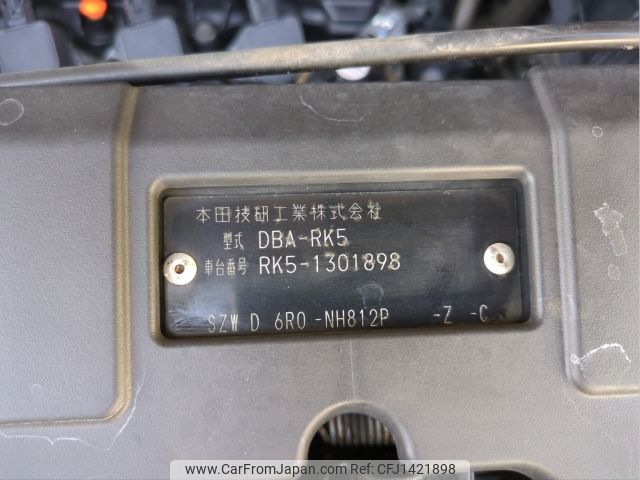 本田技研工業株式会社
型式 DBA-RK5
車台番号 RK5-1301898
SZW D 6R0 -NH812P -Z -C
www.CarFromJapan.com Ref:CFJ1421898